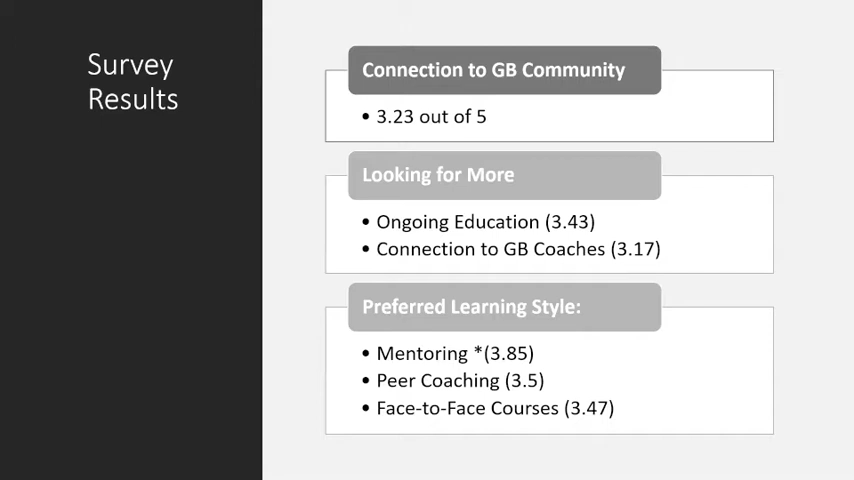 Survey
Results
Connection to GB Community
• 3.23 out of 5
Looking for More
• Ongoing Education (3.43)
• Connection to GB Coaches (3.17)
Preferred Learning Style:
• Mentoring *(3.85)
• Peer Coaching (3.5)
• Face-to-Face Courses (3.47)